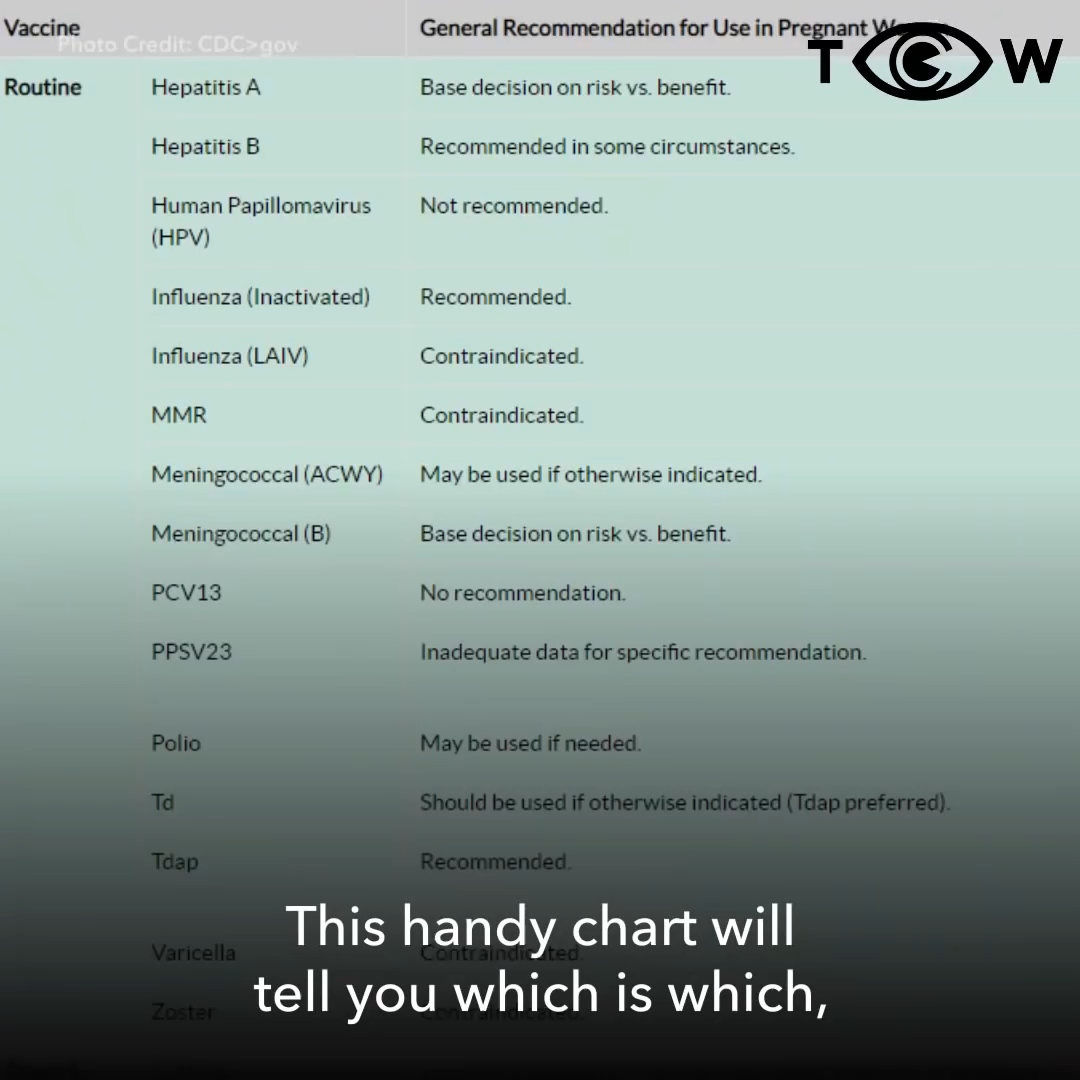 Vaccine General Recommendation for Use in Pregnant
Photo Credit: CDC>gov
T C W
Routine Hepatitis A Base decision on risk vs. benefit.
Hepatitis B Recommended in some circumstances.
Human Papillomavirus Not recommended.
(HPV)
Influenza (Inactivated) Recommended.
Influenza (LAIV) Contraindicated.
MMR Contraindicated.
Meningococcal (ACWY) May be used if otherwise indicated.
Meningococcal (B) Base decision on risk vs. benefit.
PCV13 No recommendation.
PPSV23 Inadequate data for specific recommendation.
Polio May be used if needed.
Td Should be used if otherwise indicated (Tdap preferred).
Tdap Recommended.
Varicella Contraindicated.
Zoster Contraindicated.
This handy chart will
tell you which is which,